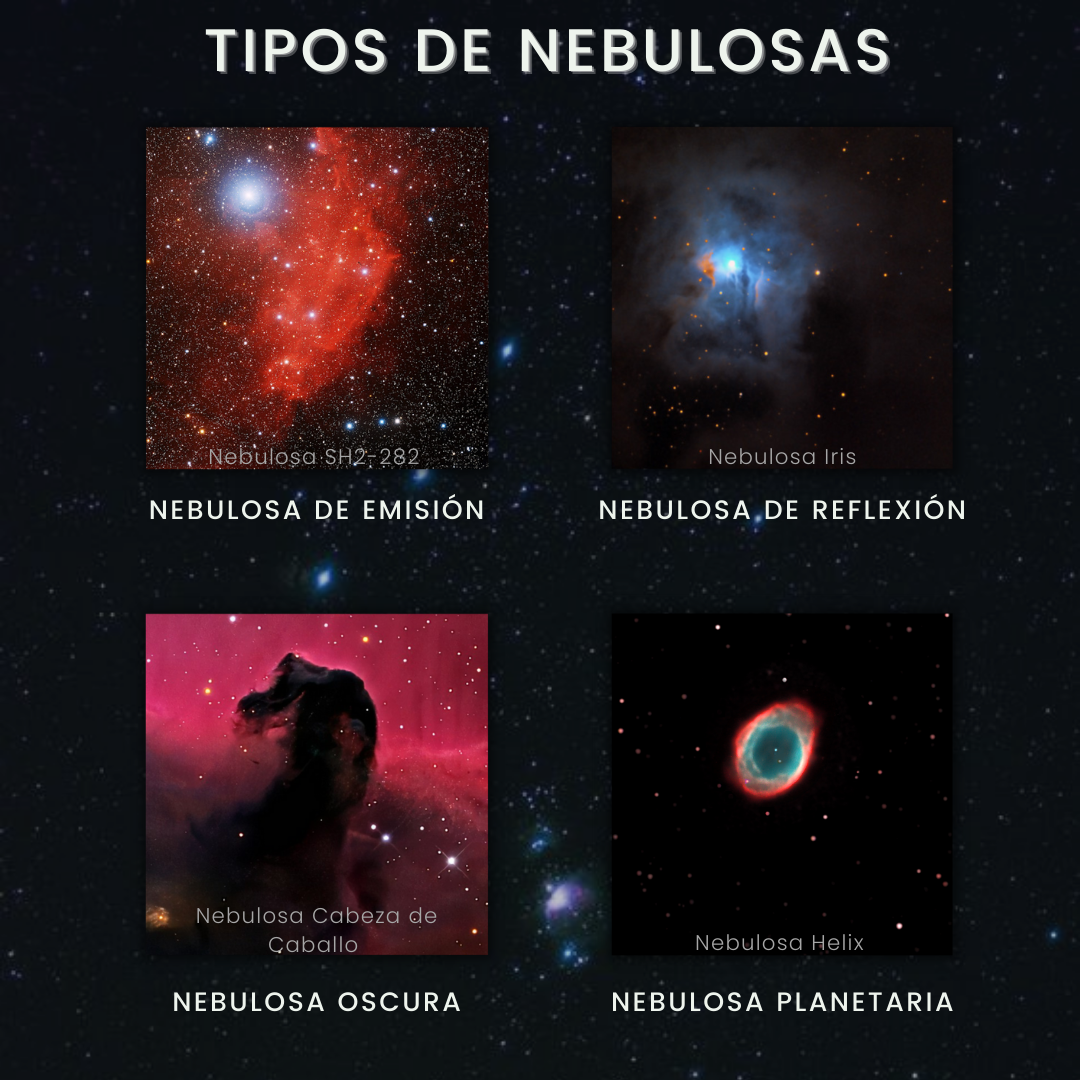 TIPOS DE NEBULOSAS
Nebulosa SH2-282
Nebulosa Iris
NEBULOSA DE EMISIÓN
NEBULOSA DE REFLEXIÓN
Nebulosa Cabeza de
Caballo
Nebulosa Helix
NEBULOSA OSCURA
NEBULOSA PLANETARIA